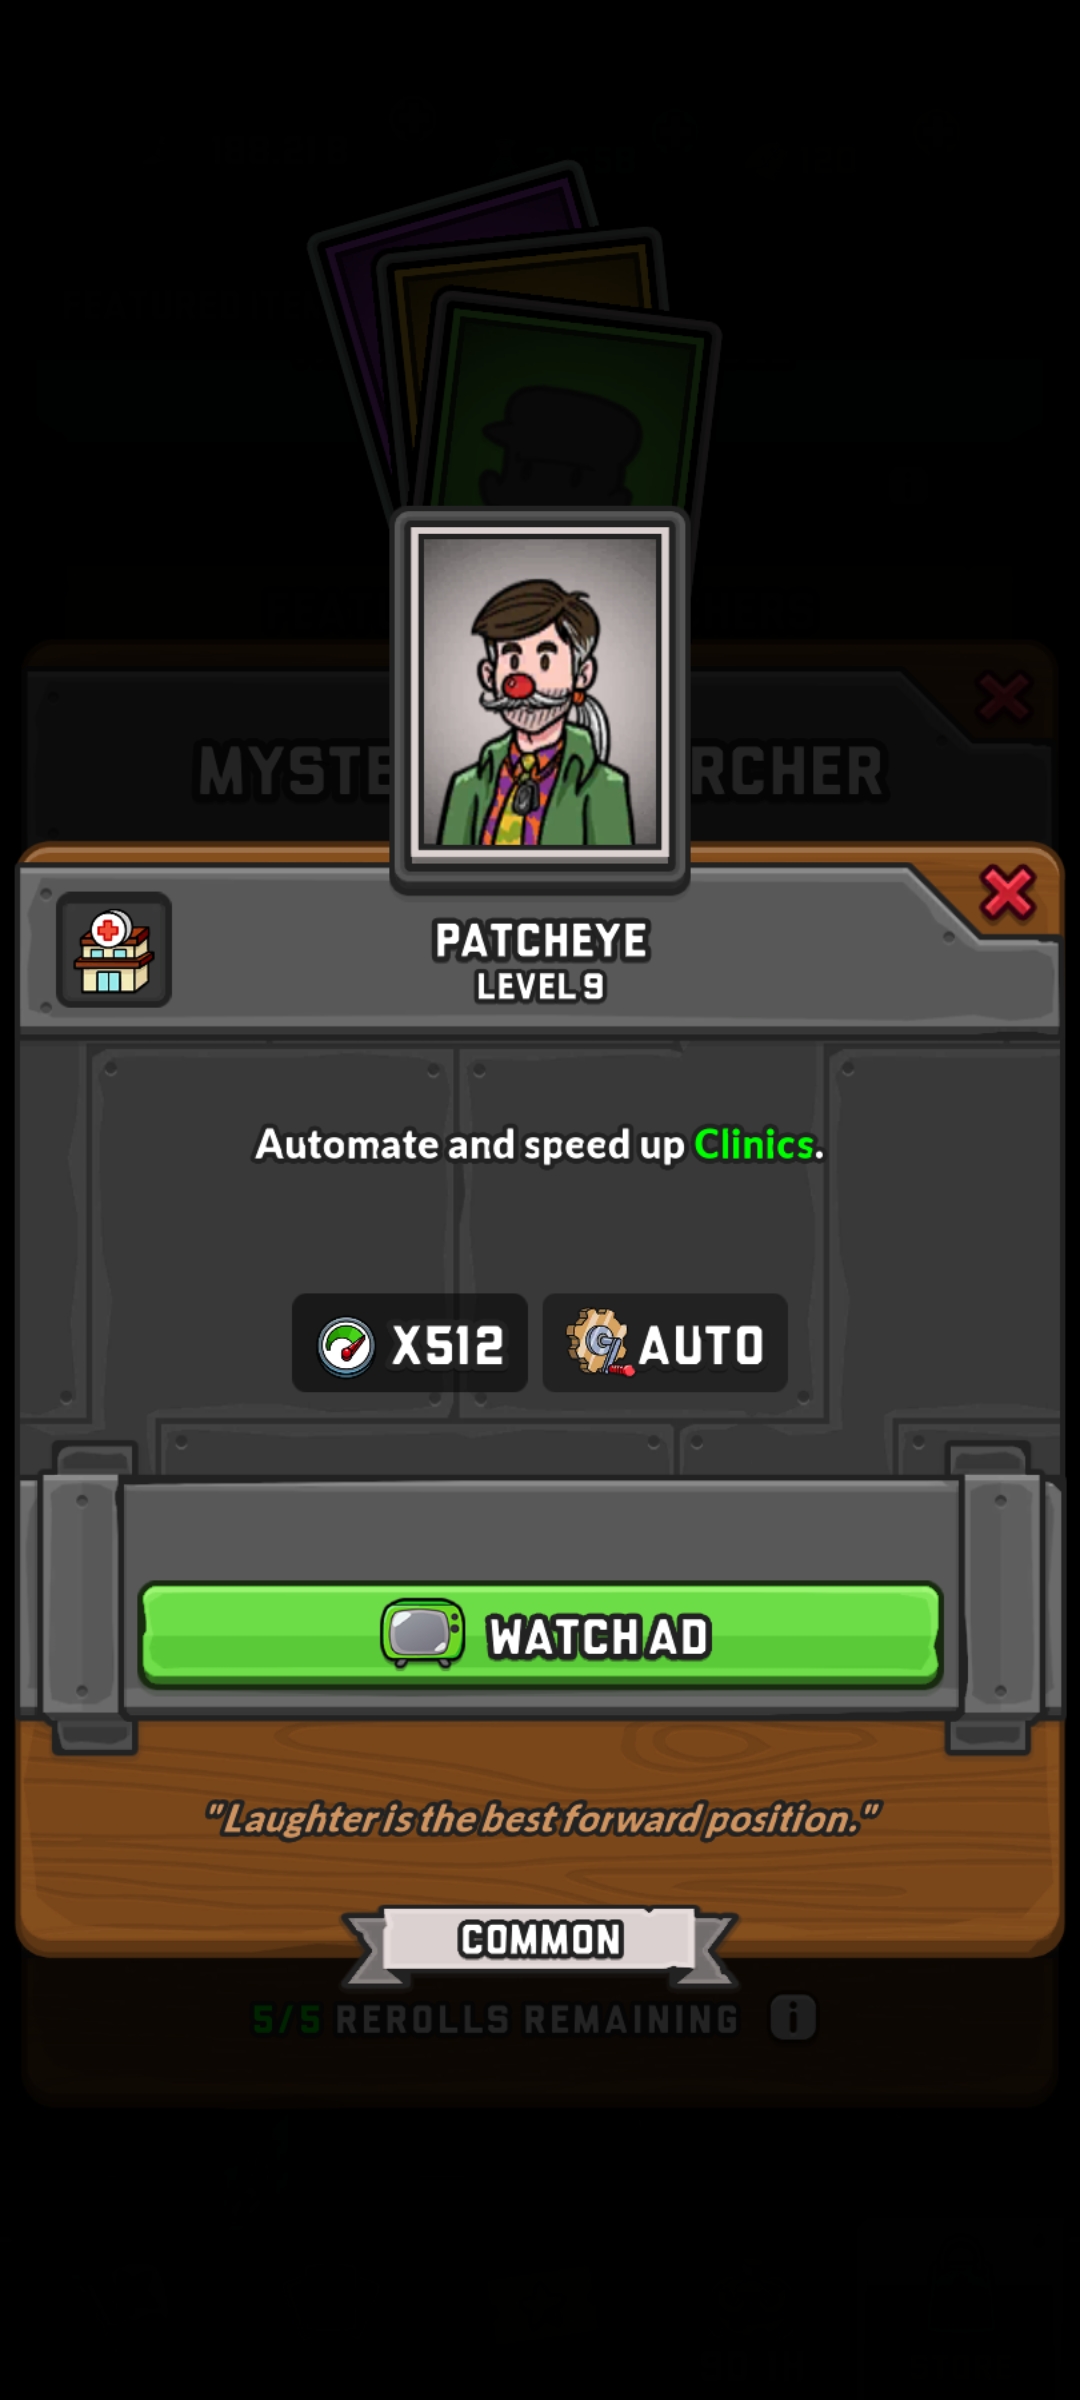 MYSTE
RCHER
PATCHEYE
LEVEL 9
Automate and speed up Clinics.
X512
AUTO
WATCH AD
"Laughter is the best forward position."
COMMON
5/5 REROLLS REMAINING